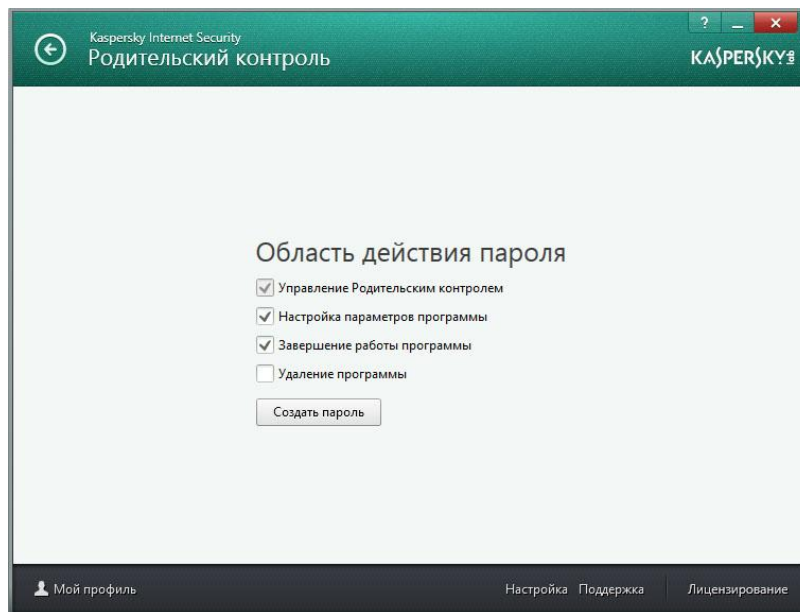 ?
Kaspersky Internet Security
Родительский контроль
KASPERSKY lab
Область действия пароля
Управление Родительским контролем
Настройка параметров программы
Завершение работы программы
Удаление программы
Создать пароль
Мой профиль
Настройка Поддержка Лицензирование